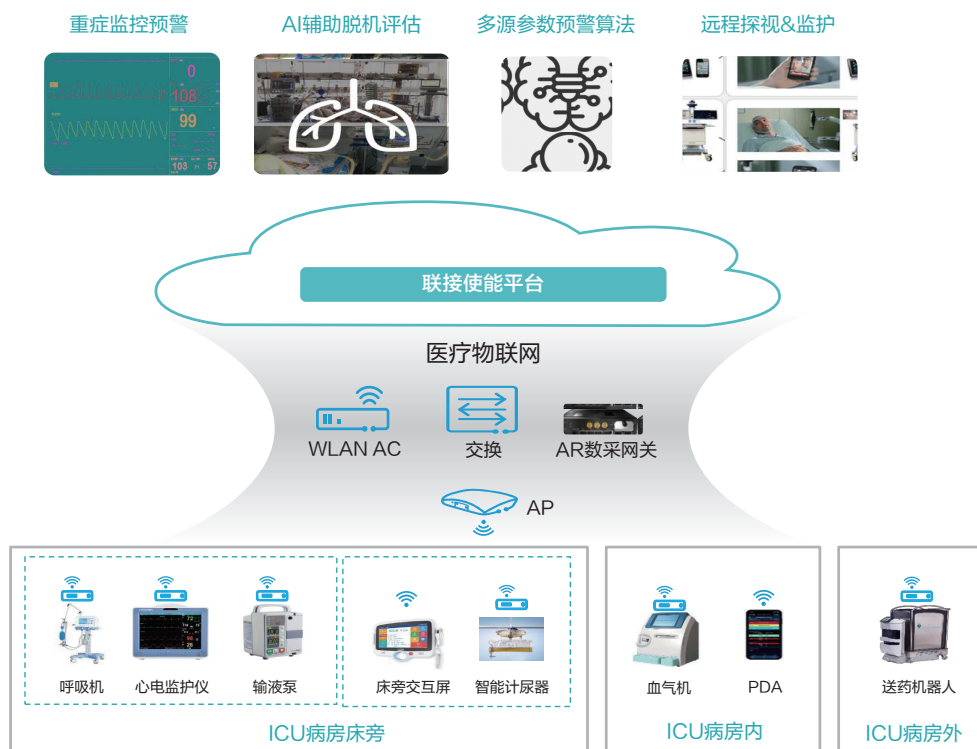 重症监控预警
AI辅助脱机评估
多源参数预警算法
远程探视&监护
0
108
99
103
57
联接使能平台
医疗物联网
WLAN AC
交换
AR数采网关
AP
呼吸机
心电监护仪
输液泵
床旁交互屏
智能计尿器
血气机
PDA
送药机器人
ICU病房床旁
ICU病房内
ICU病房外